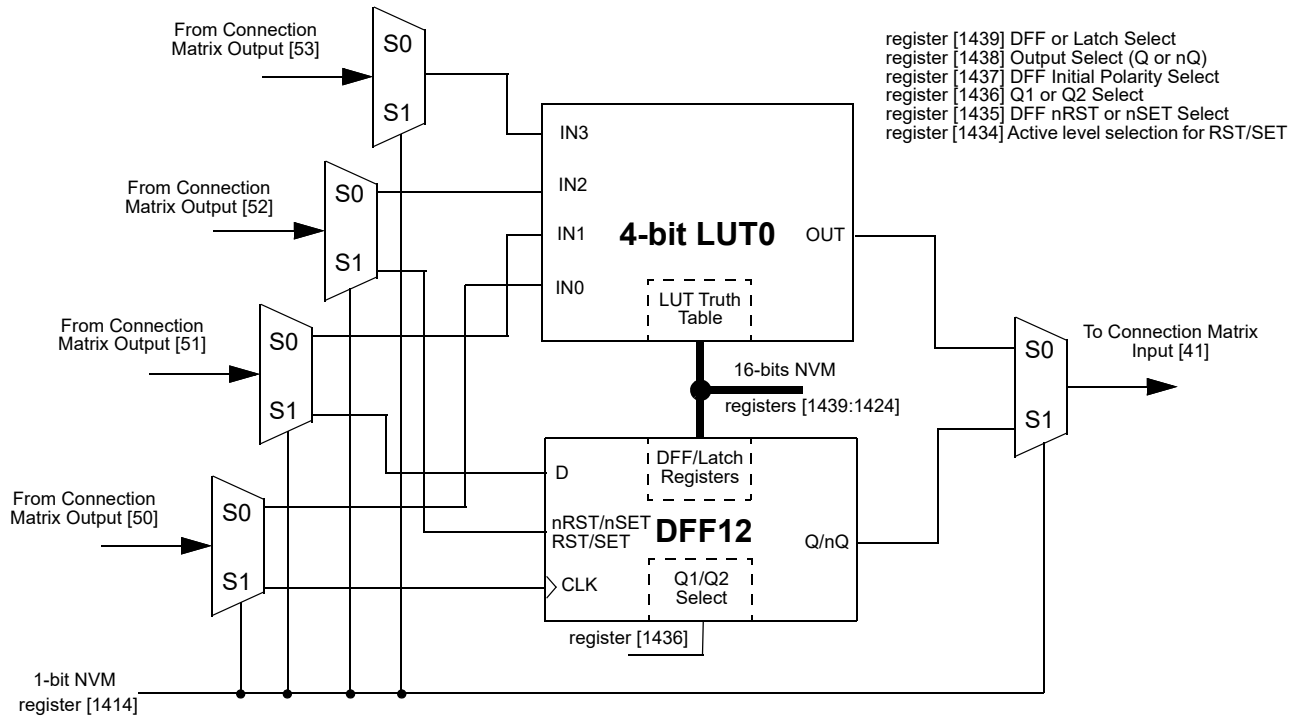 From Connection
Matrix Output [53]
S0
S1
register [1439] DFF or Latch Select
register [1438] Output Select (Q or nQ)
register [1437] DFF Initial Polarity Select
register [1436] Q1 or Q2 Select
register [1435] DFF nRST or nSET Select
register [1434] Active level selection for RST/SET
From Connection
Matrix Output [52]
S0
S1
IN3
IN2
IN1
IN0
4-bit LUT0
OUT
LUT Truth
Table
From Connection
Matrix Output [51]
S0
S1
16-bits NVM
registers [1439:1424]
S0
S1
To Connection Matrix
Input [41]
From Connection
Matrix Output [50]
S0
S1
DFF/Latch
Registers
D
nRST/nSET
RST/SET
DFF12
Q/nQ
CLK
Q1/Q2
Select
register [1436]
1-bit NVM
register [1414]